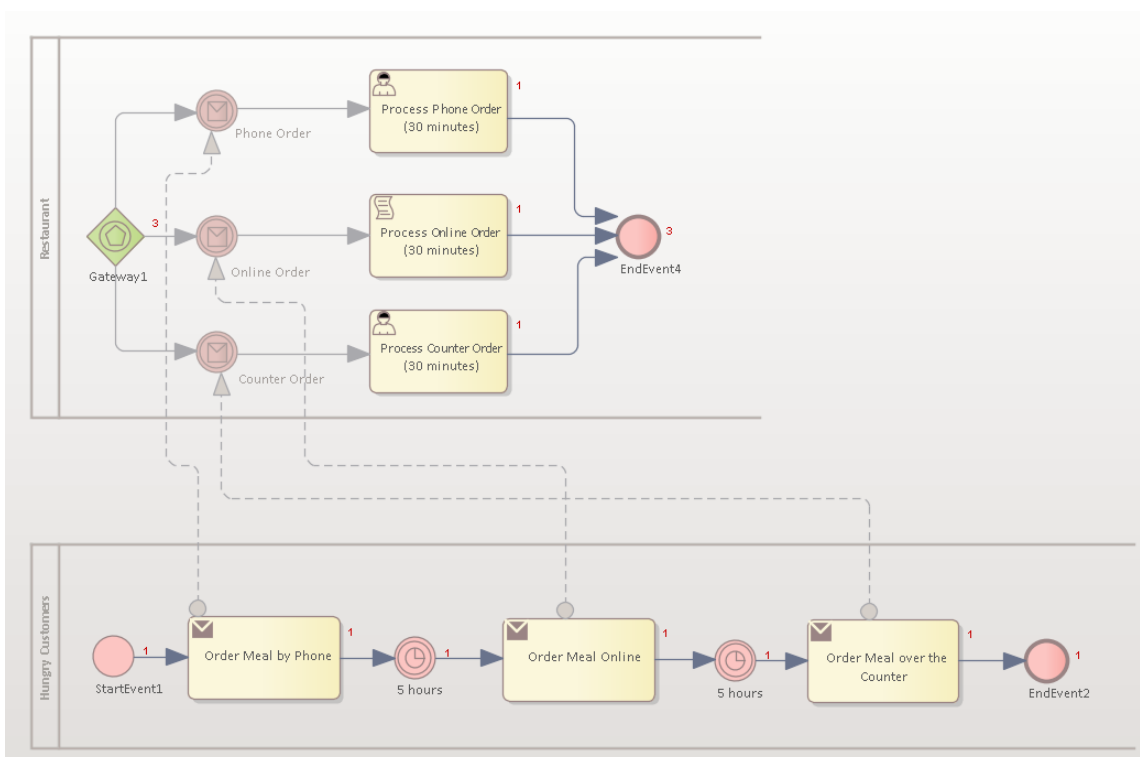 Restaurant
Phone Order
Process Phone Order
(30 minutes)
1
Gateway1
3
Online Order
Process Online Order
(30 minutes)
1
EndEvent4
3
Counter Order
Process Counter Order
(30 minutes)
1
Hungry Customers
StartEvent1
1
Order Meal by Phone
1
5 hours
1
Order Meal Online
1
5 hours
1
Order Meal over the
Counter
1
EndEvent2
1